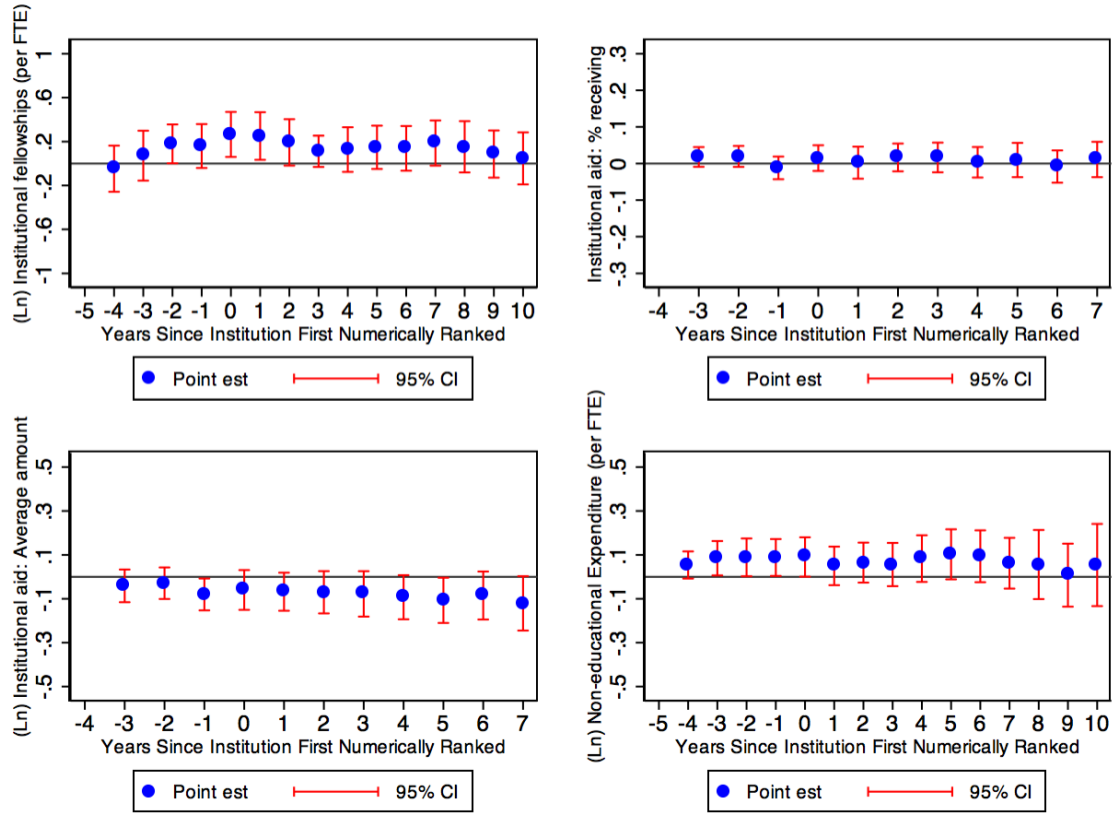 (Ln) Institutional fellowships (per FTE)
1
.6
.2
-.2
-.6
-1
-5 -4 -3 -2 -1 0 1 2 3 4 5 6 7 8 9 10
Years Since Institution First Numerically Ranked
Point est 95% CI
Institutional aid: % receiving
.3
.2
.1
0
-.1
-.2
-.3
-4 -3 -2 -1 0 1 2 3 4 5 6 7
Years Since Institution First Numerically Ranked
Point est 95% CI
(Ln) Institutional aid: Average amount
.5
.3
.1
-.1
-.3
-.5
-4 -3 -2 -1 0 1 2 3 4 5 6 7
Years Since Institution First Numerically Ranked
Point est 95% CI
(Ln) Non-educational Expenditure (per FTE)
.5
.3
.1
-.1
-.3
-.5
-5 -4 -3 -2 -1 0 1 2 3 4 5 6 7 8 9 10
Years Since Institution First Numerically Ranked
Point est 95% CI